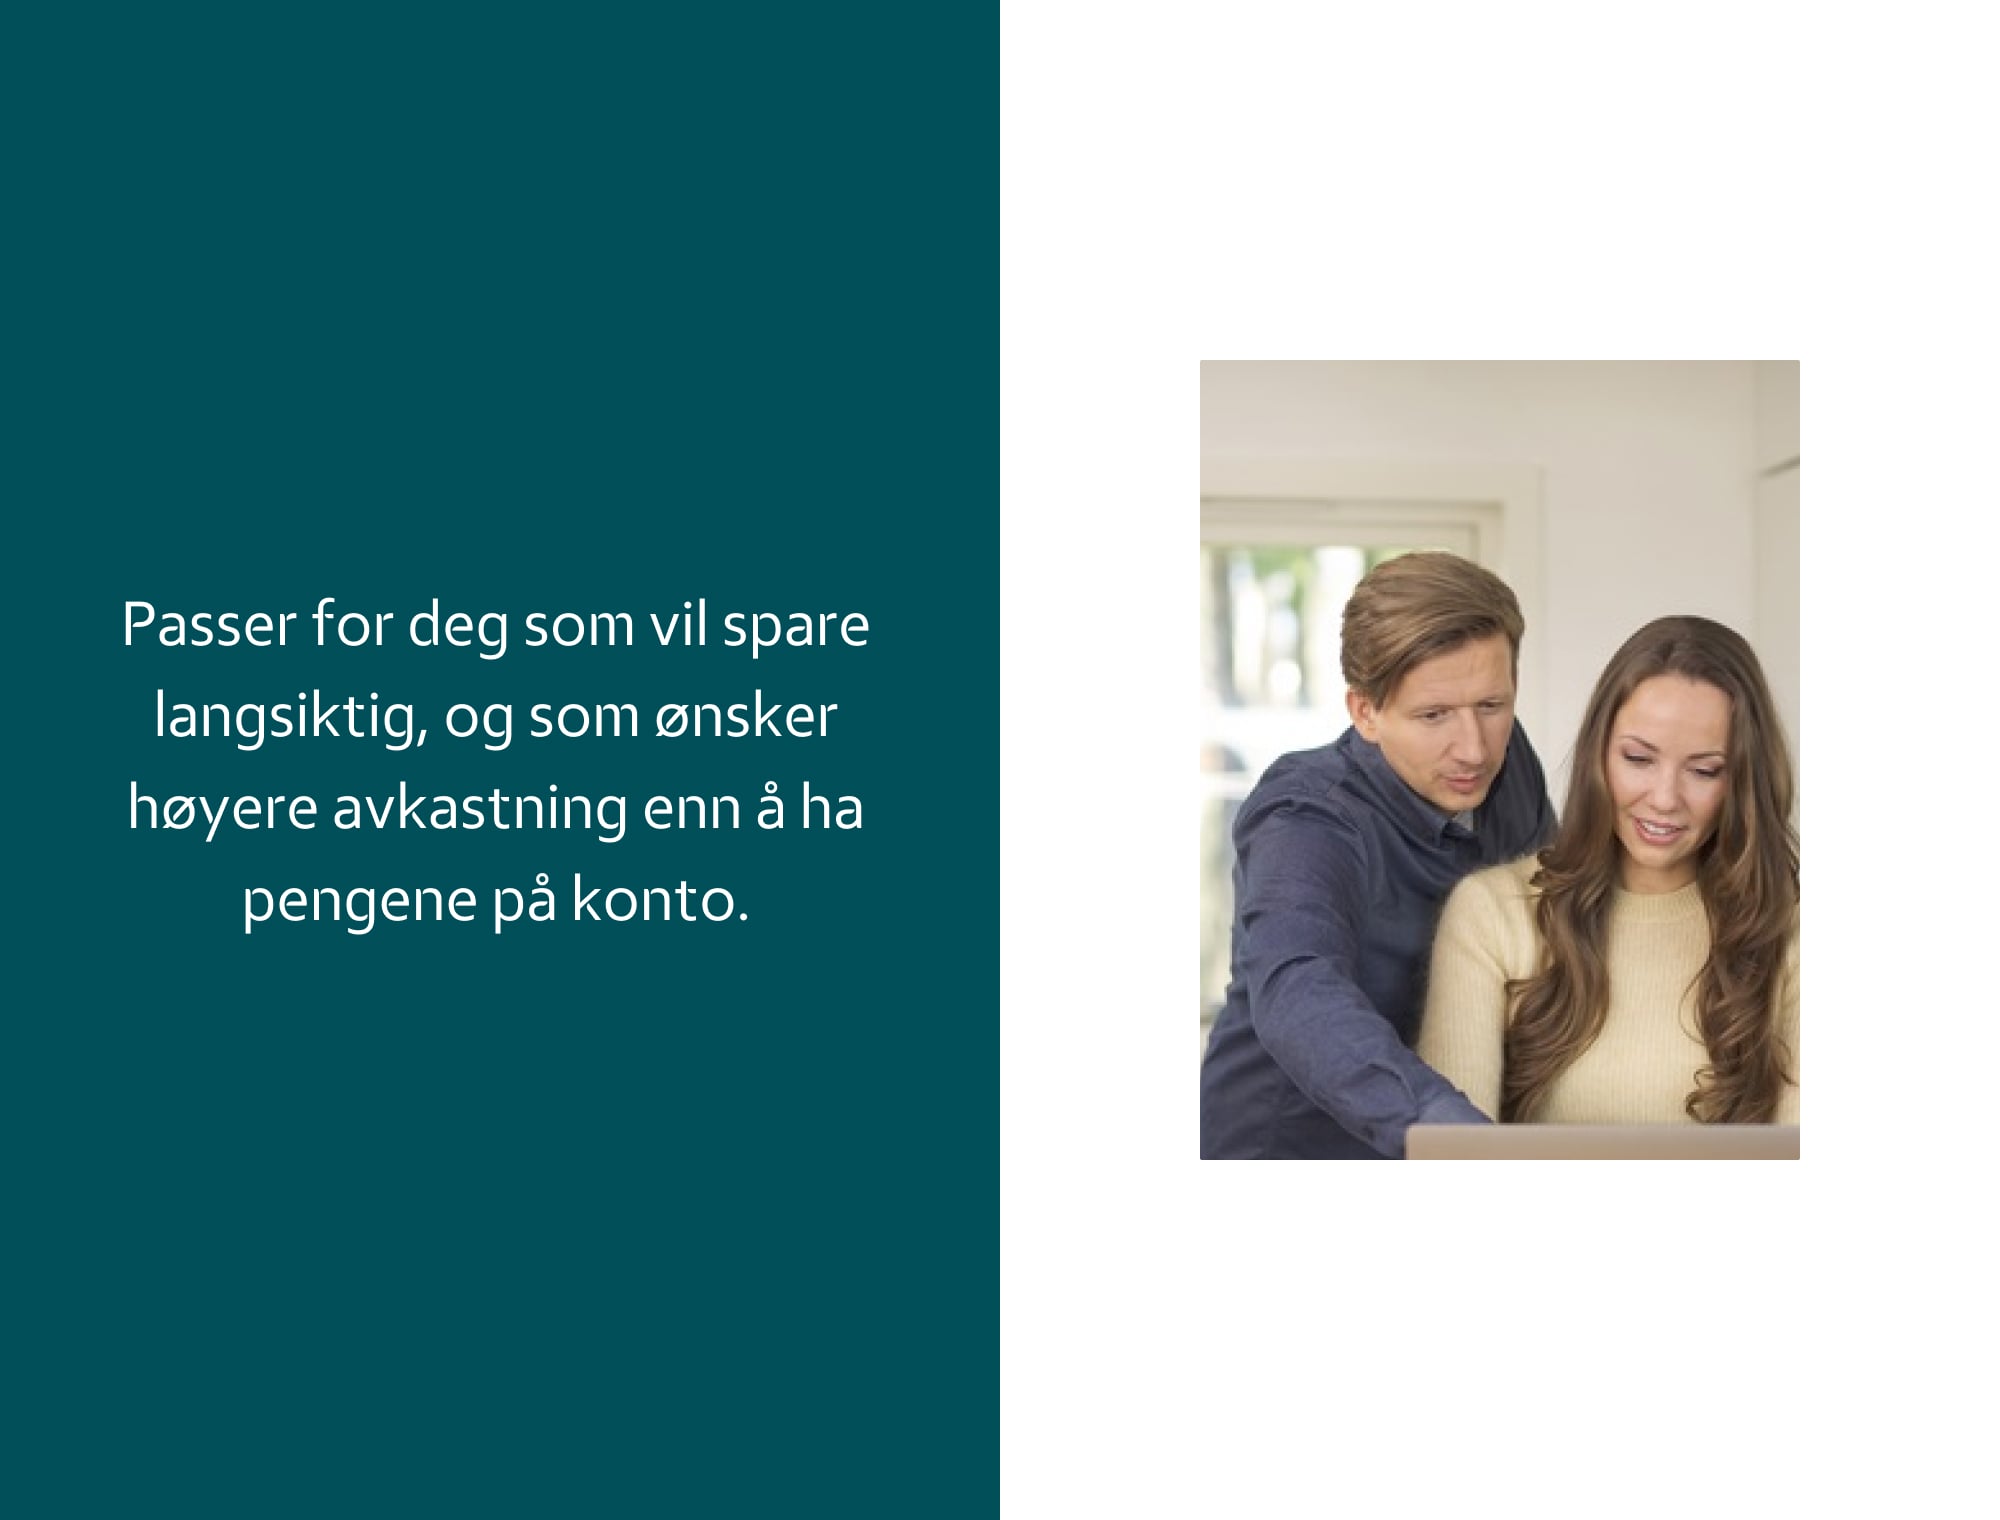 Passer for deg som vil spare
langsiktig, og som ønsker
høyere avkastning enn å ha
pengene på konto.